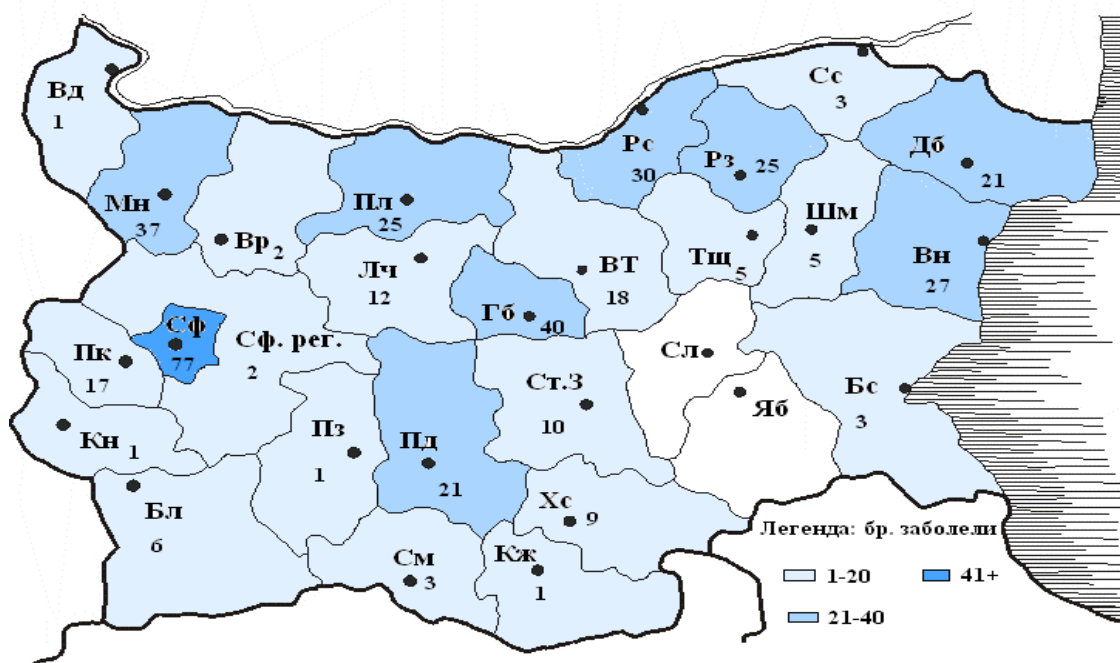 Вд
1
Мн
37
Вр 2
Пл
25
Лч
12
Гб
40
ВТ
18
Рс
30
Рз
25
Сс
3
Дб
21
Шм
5
Тщ
5
Вн
27
Сф
77
Сф. рег.
2
Пк
17
Кн 1
Бл
6
Пз
1
Пд
21
Ст.З
10
Сл
Яб
Бс
3
Хс 9
См
3
Кж
1
Легенда: бр. заболели
1-20
41+
21-40